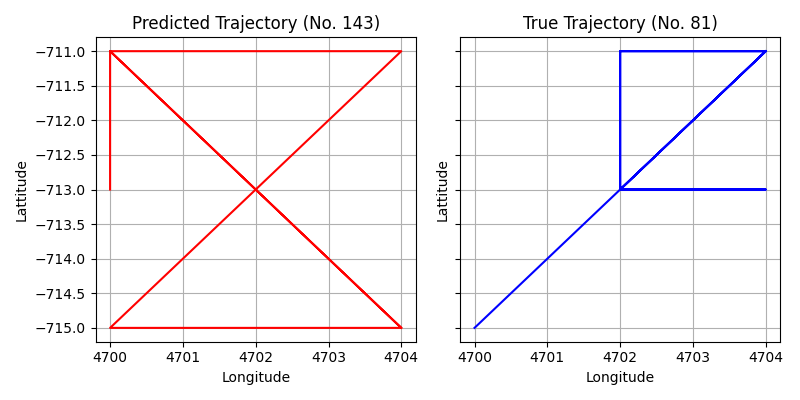 Predicted Trajectory (No. 143)
−711.0
−711.5
−712.0
−712.5
−713.0
−713.5
−714.0
−714.5
−715.0
Lattitude
4700 4701 4702 4703 4704
Longitude
True Trajectory (No. 81)
Lattitude
4700 4701 4702 4703 4704
Longitude